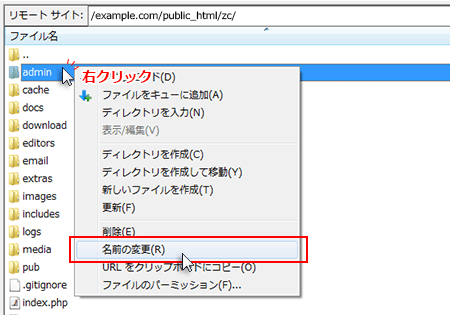 リモート サイト: /example.com/public_html/zc/
ファイル名
..
admin
右クリック
ド(D)
cache
ファイルをキューに追加(A)
docs
ディレクトリを入力(N)
download
表示/編集(V)
editors
ディレクトリを作成(C)
email
ディレクトリを作成して移動(Y)
extras
新しいファイルを作成(T)
images
更新(F)
includes
logs
削除(E)
media
名前の変更(R)
pub
URL をクリップボードにコピー(O)
.gitignore
ファイルのパーミッション(F)...
index.php